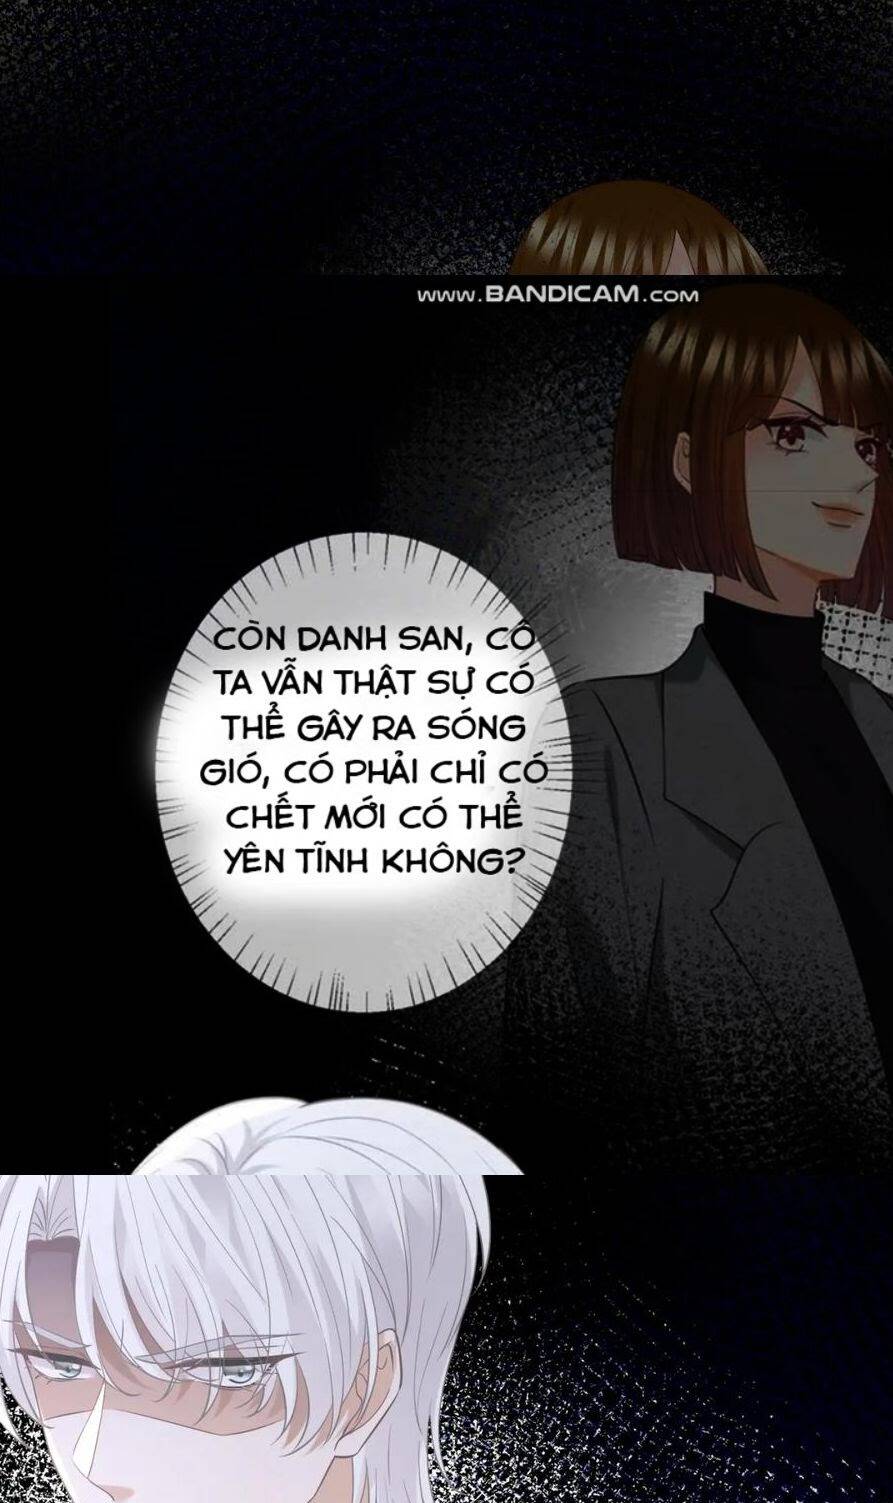 www.BANDICAM.com
CÒN DANH SAN, CÔ
TA VẪN THẬT SỰ CÓ
THỂ GÂY RA SÓNG
GIÓ, CÓ PHẢI CHỈ CÓ
CHẾT MỚI CÓ THỂ
YÊN TĨNH KHÔNG?